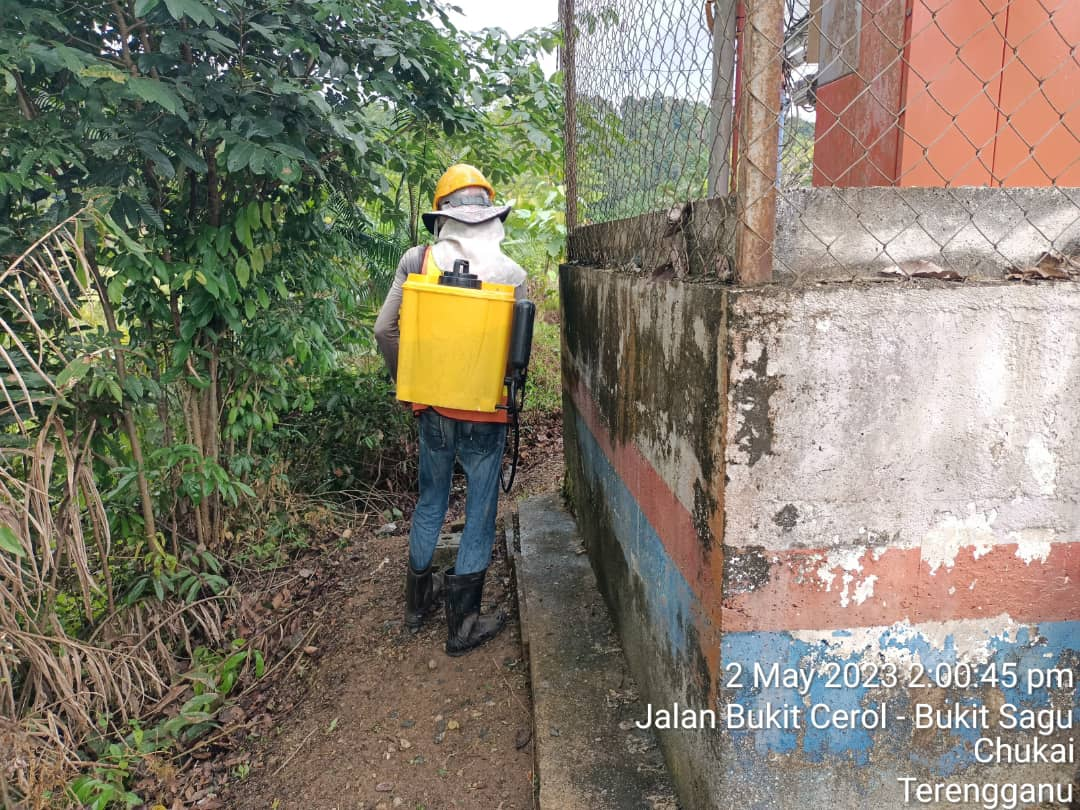 2 May 2023 2:00:45 pm
Jalan Bukit Cerol - Bukit Sagu
Chukai
Terengganu